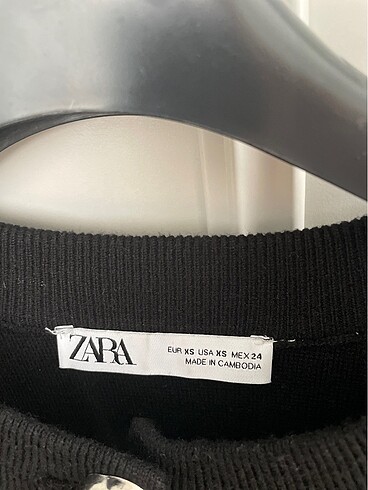 ZARA
EUR XS USA XS MEX 24
MADE IN CAMBODIA